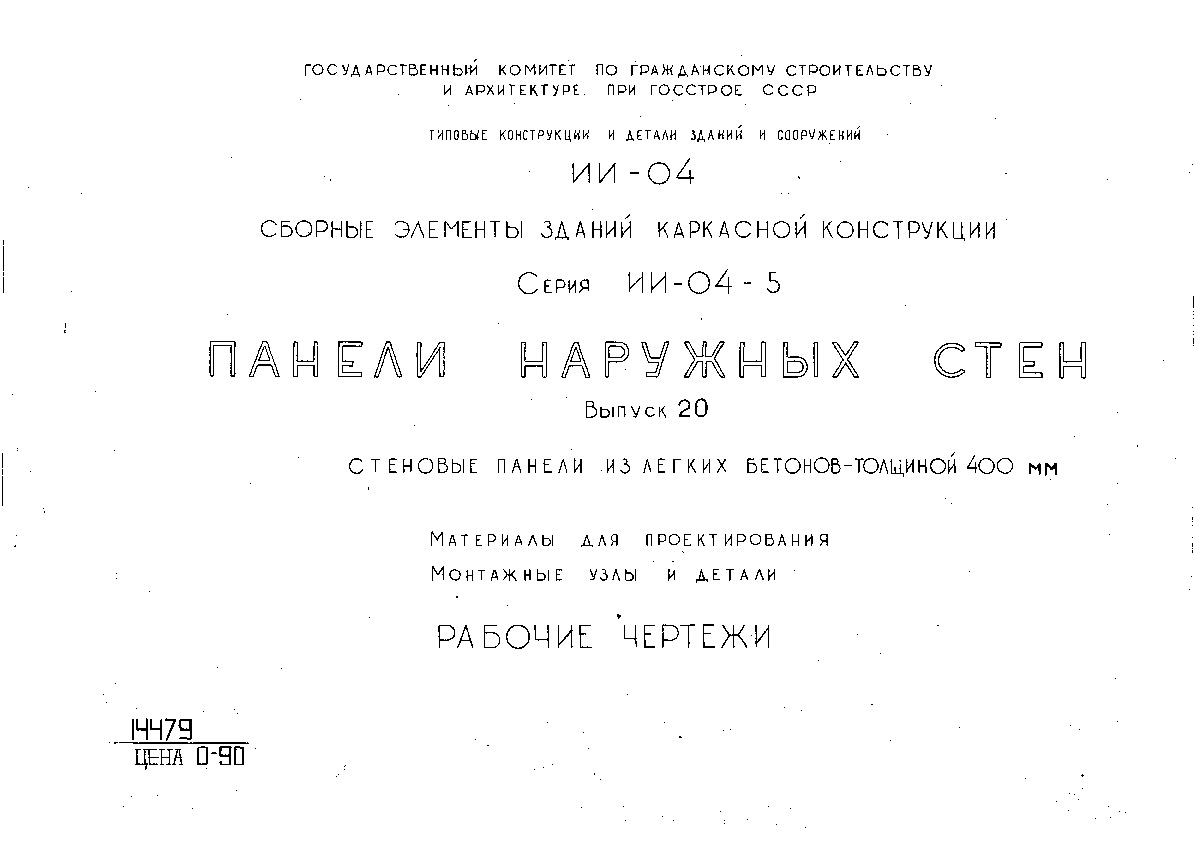 ГОСУДАРСТВЕННЫЙ КОМИТЕТ ПО ГРАЖДАНСКОМУ СТРОИТЕЛЬСТВУ
И АРХИТЕКТУРЕ ПРИ ГОССТРОЕ СССР
ТИПОВЫЕ КОНСТРУКЦИИ И ДЕТАЛИ ЗДАНИЙ И СООРУЖЕНИЙ
ИИ-04
СБОРНЫЕ ЭЛЕМЕНТЫ ЗДАНИЙ КАРКАСНОЙ КОНСТРУКЦИИ
СЕРИЯ ИИ-04-5
ПАНЕЛИ НАРУЖНЫХ СТЕН
ВЫПУСК 20
СТЕНОВЫЕ ПАНЕЛИ ИЗ ЛЕГКИХ БЕТОНОВ-ТОЛЩИНОЙ 400 ММ
МАТЕРИАЛЫ ДЛЯ ПРОЕКТИРОВАНИЯ
МОНТАЖНЫЕ УЗЛЫ И ДЕТАЛИ
РАБОЧИЕ ЧЕРТЕЖИ
14479
ЦЕНА 0-90